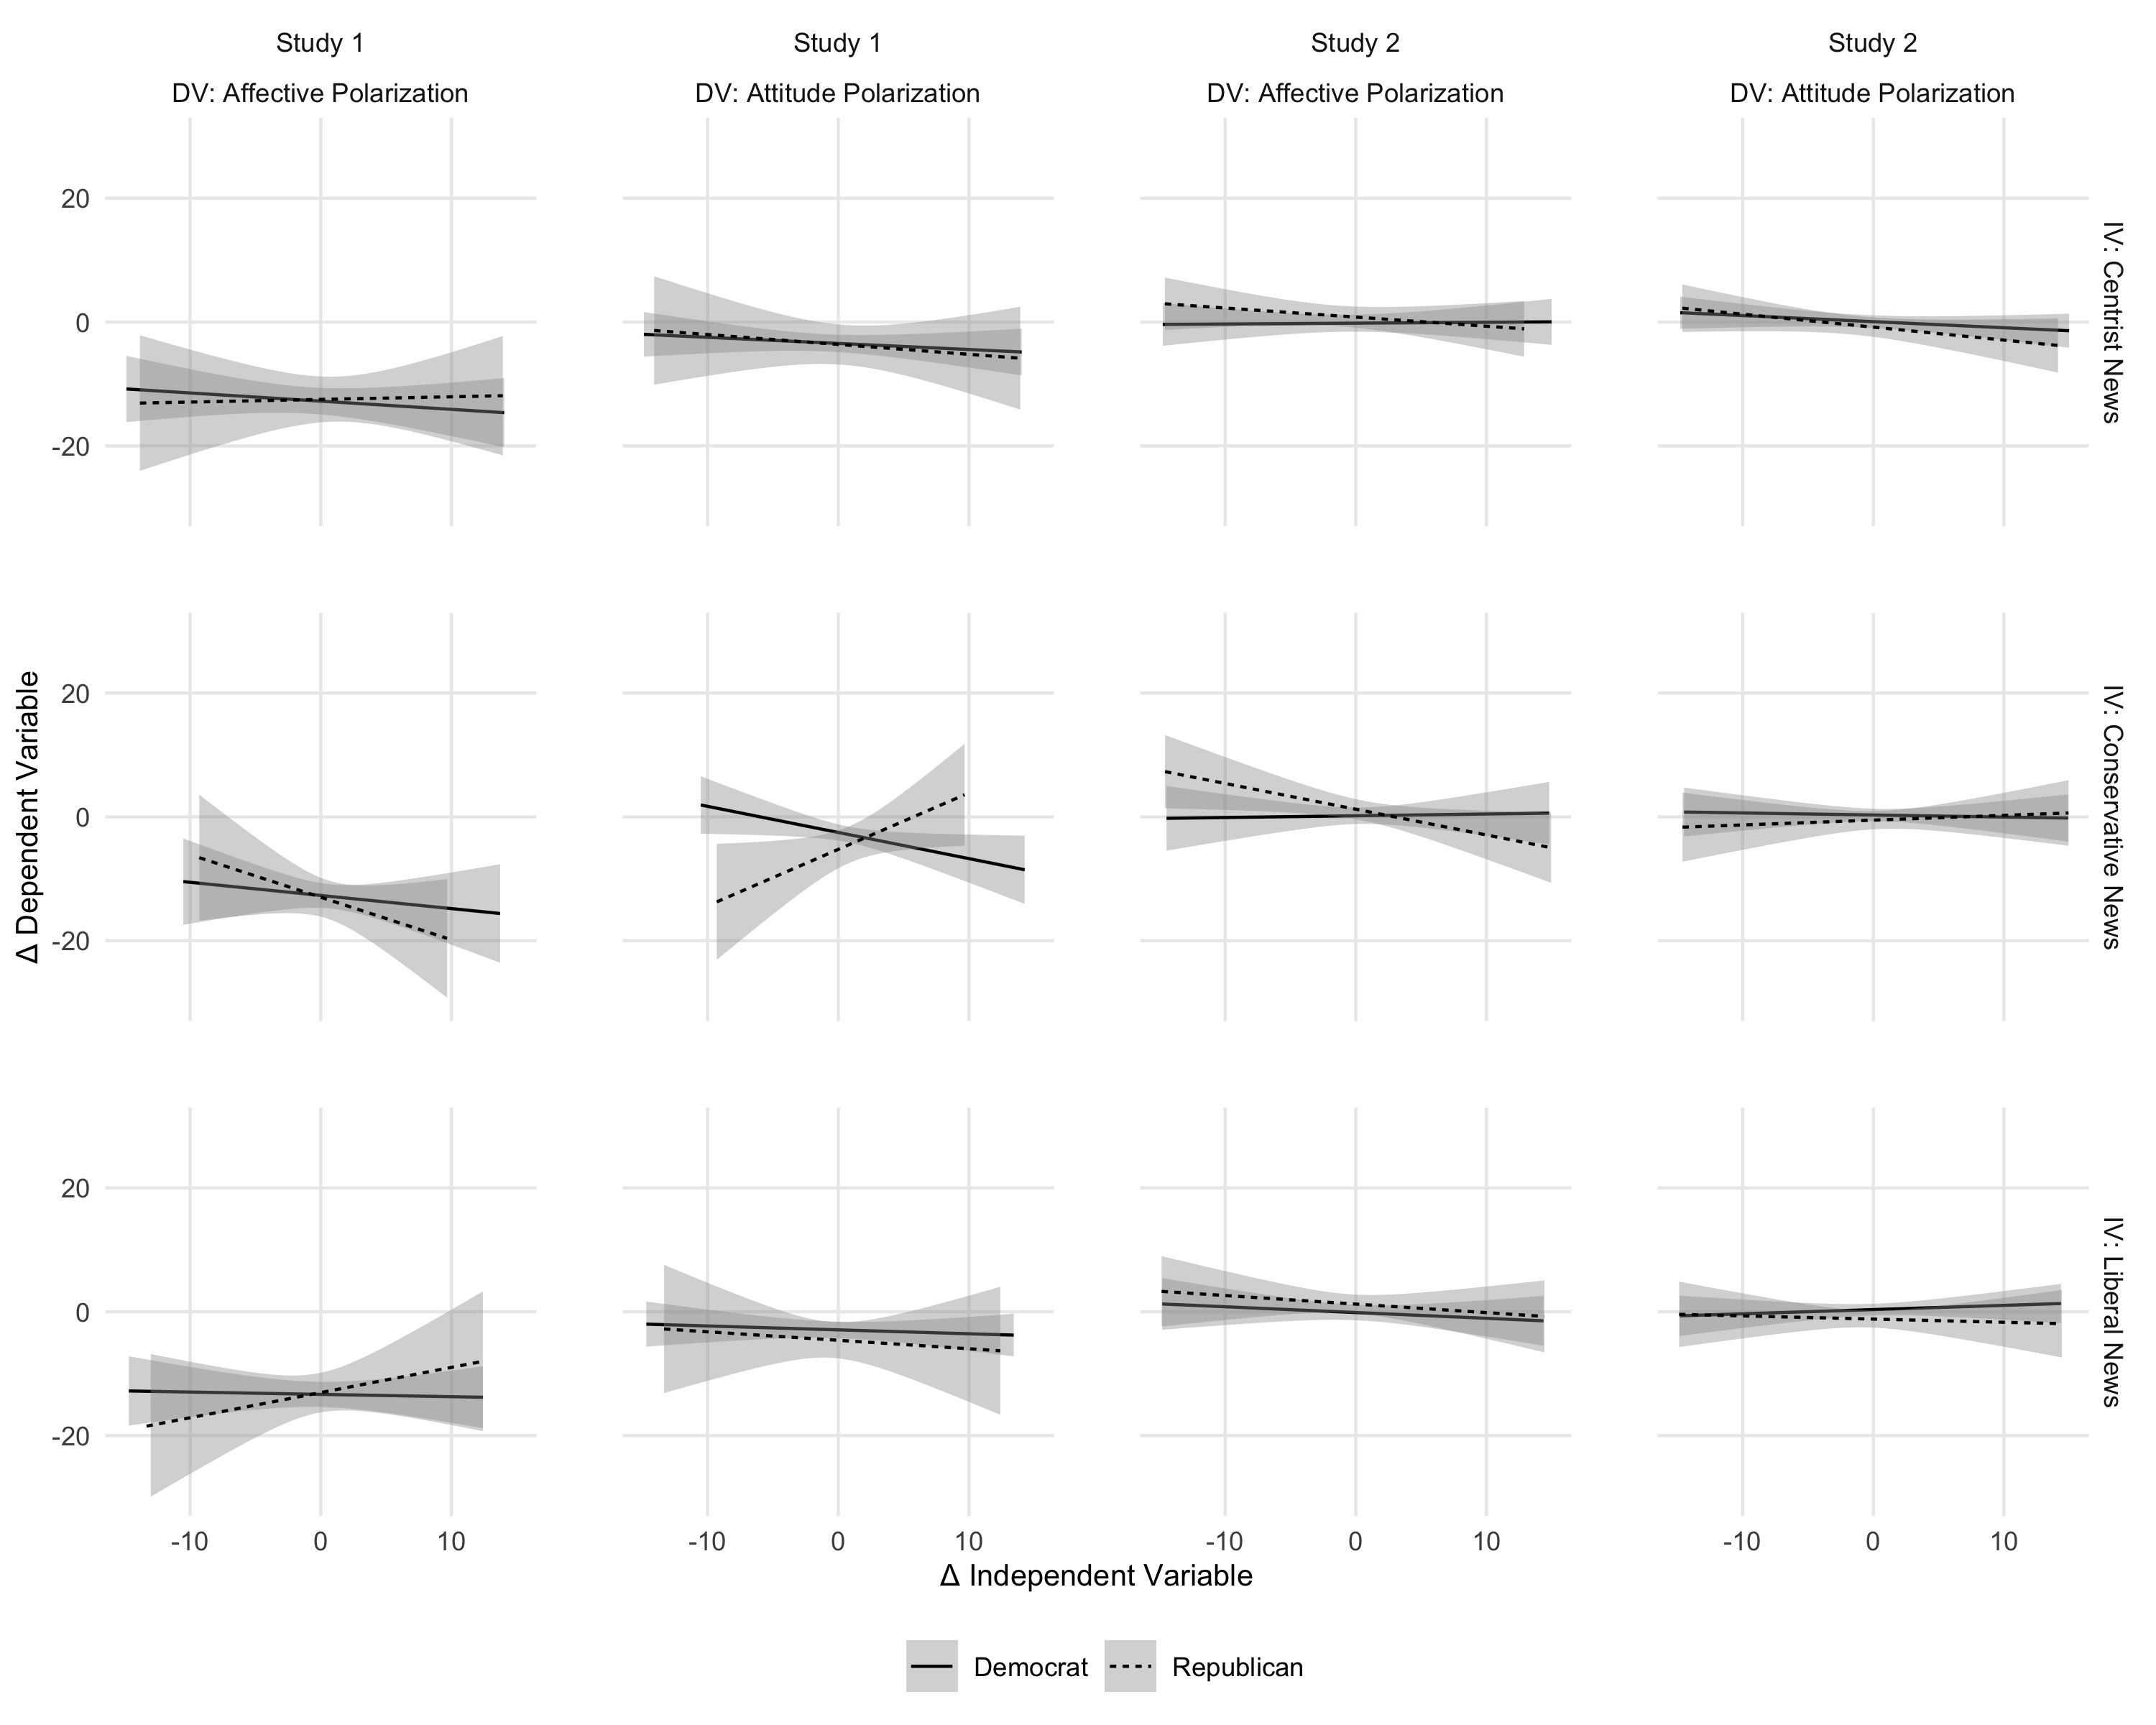 Study 1
Study 1
Study 2
Study 2
DV: Affective Polarization
DV: Attitude Polarization
DV: Affective Polarization
DV: Attitude Polarization
20
0
-20
IV: Centrist News
Δ Dependent Variable
20
0
-20
IV: Conservative News
20
0
-20
IV: Liberal News
-10 0 10
-10 0 10
-10 0 10
-10 0 10
Δ Independent Variable
Democrat
Republican